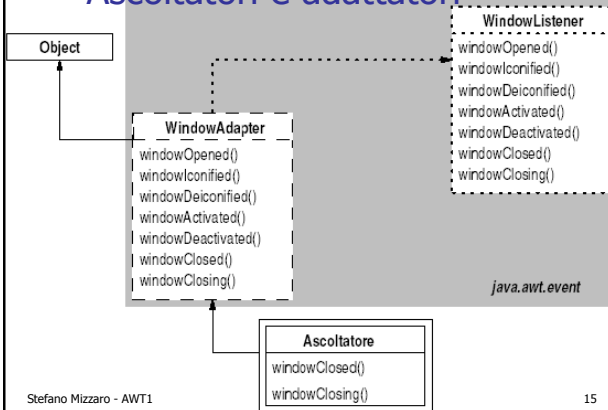 Ascoltatori e adattatori
WindowListener
windowOpened()
windowIconified()
windowDeiconified()
windowActivated()
windowDeactivated()
windowClosed()
windowClosing()
Object
WindowAdapter
windowOpened()
windowIconified()
windowDeiconified()
windowActivated()
windowDeactivated()
windowClosed()
windowClosing()
java.awt.event
Ascoltatore
windowClosed()
windowClosing()
Stefano Mizzaro - AWT1
15